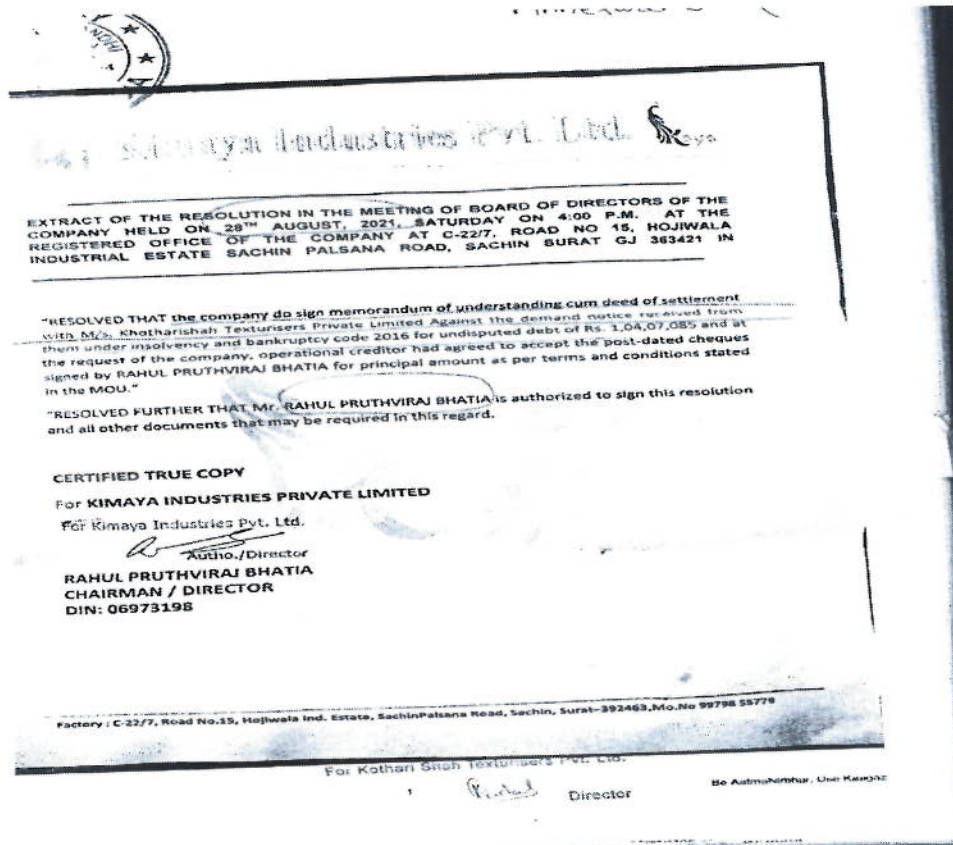 Kimaya Industries Pvt. Ltd. Kaya
EXTRACT OF THE RESOLUTION IN THE MEETING OF BOARD OF DIRECTORS OF THE
COMPANY HELD ON 28TH AUGUST, 2021, SATURDAY ON 4:00 P.M. AT THE
REGISTERED OFFICE OF THE COMPANY AT C-22/7, ROAD NO 15, HOJIWALA
INDUSTRIAL ESTATE SACHIN PALSANA ROAD, SACHIN SURAT GJ 363421 IN
"RESOLVED THAT the company do sign memorandum of understanding cum deed of settlement
with M/s. Khotharishah Texturisers Private Limited Against the demand notice received from
them under insolvency and bankruptcy code 2016 for undisputed debt of Rs. 1,04,07,085 and at
the request of the company, operational creditor had agreed to accept the post-dated cheques
signed by RAHUL PRUTHVIRAJ BHATIA for principal amount as per terms and conditions stated
in the MOU."
"RESOLVED FURTHER THAT Mr. RAHUL PRUTHVIRAJ BHATIA is authorized to sign this resolution
and all other documents that may be required in this regard.
CERTIFIED TRUE COPY
For KIMAYA INDUSTRIES PRIVATE LIMITED
For Kimaya Industries Pvt. Ltd.
Autho./Director
RAHUL PRUTHVIRAJ BHATIA
CHAIRMAN / DIRECTOR
DIN: 06973198
Factory : C-22/7, Road No.15, Hojiwala Ind. Estate, SachinPalsana Road, Sachin, Surat-392463,Mo.No 99798 55779
For Kothari Shah Texturisers Pvt. Ltd.
1
Director
Be Aatmanirbhar, Use Kaagaz